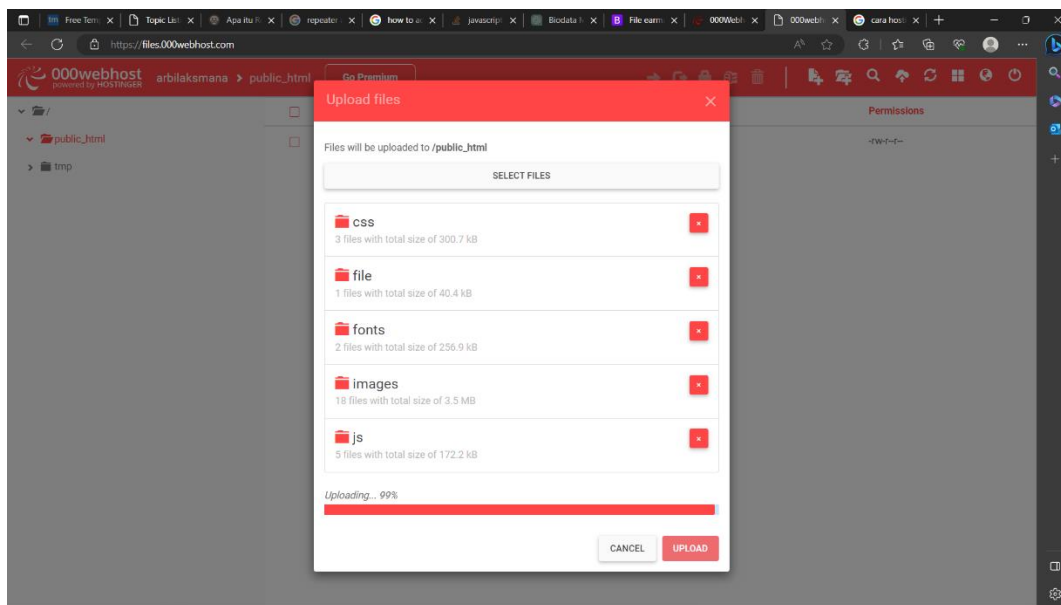 Free Tem
Topic List
Apa itu R
repeater
how to ac
javascript
Biodata
File earm
000Webh
000webh
cara host
https://files.000webhost.com
000webhost
powered by HOSTINGER
arbilaksmana > public_html
Go Premium
/
public_html
tmp
Permissions
-rw-r--r--
Upload files
Files will be uploaded to /public_html
SELECT FILES
css
3 files with total size of 300.7 kB
file
1 files with total size of 40.4 kB
fonts
2 files with total size of 256.9 kB
images
18 files with total size of 3.5 MB
js
5 files with total size of 172.2 kB
Uploading... 99%
CANCEL
UPLOAD